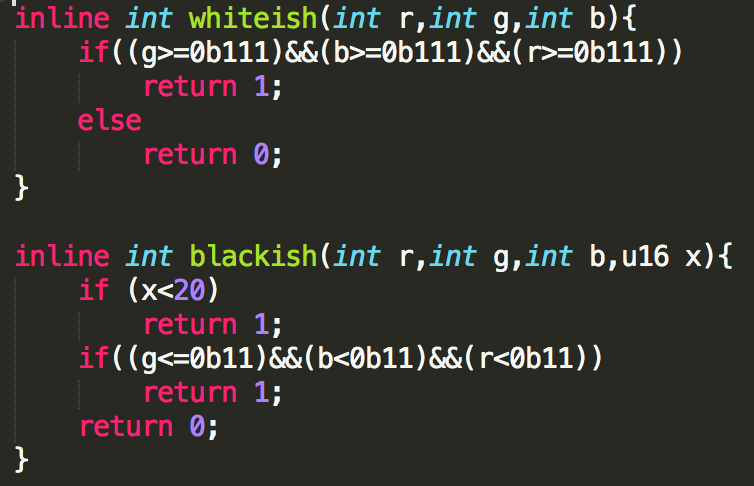 inline int whiteish(int r,int g,int b){
    if((g>=0b111)&&(b>=0b111)&&(r>=0b111))
        return 1;
    else
        return 0;
}

inline int blackish(int r,int g,int b,u16 x){
    if (x<20)
        return 1;
    if((g<=0b11)&&(b<0b11)&&(r<0b11))
        return 1;
    return 0;
}